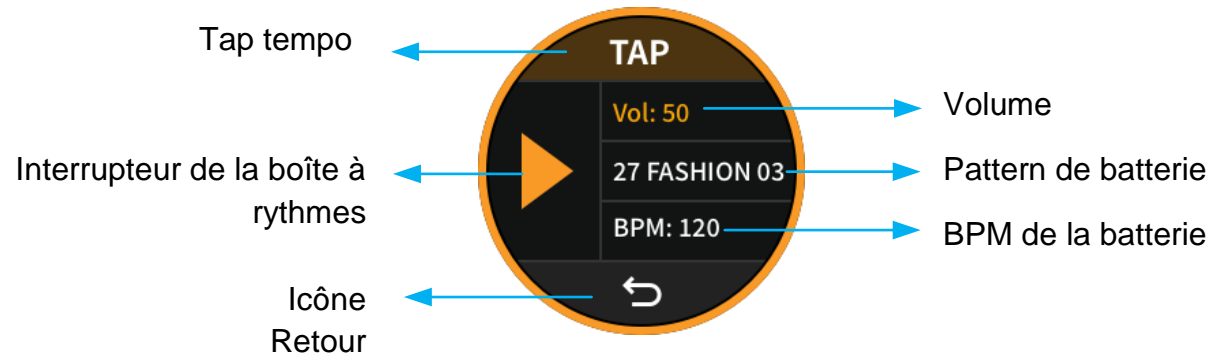 Tap tempo
TAP
Vol: 50
Volume
Interrupteur de la boîte à
rythmes
27 FASHION 03
Pattern de batterie
BPM: 120
BPM de la batterie
Icône
Retour